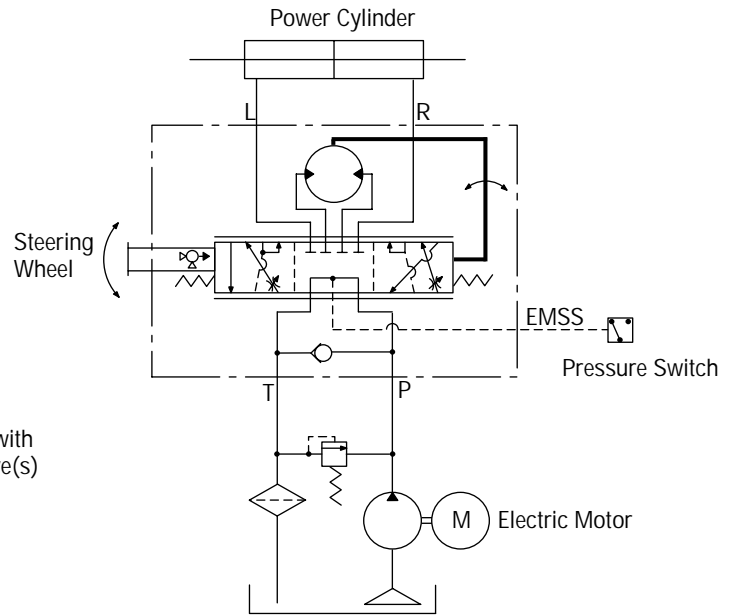 Power Cylinder
L
R
Steering
Wheel
EMSS
Pressure Switch
T
P
with
M
Electric Motor